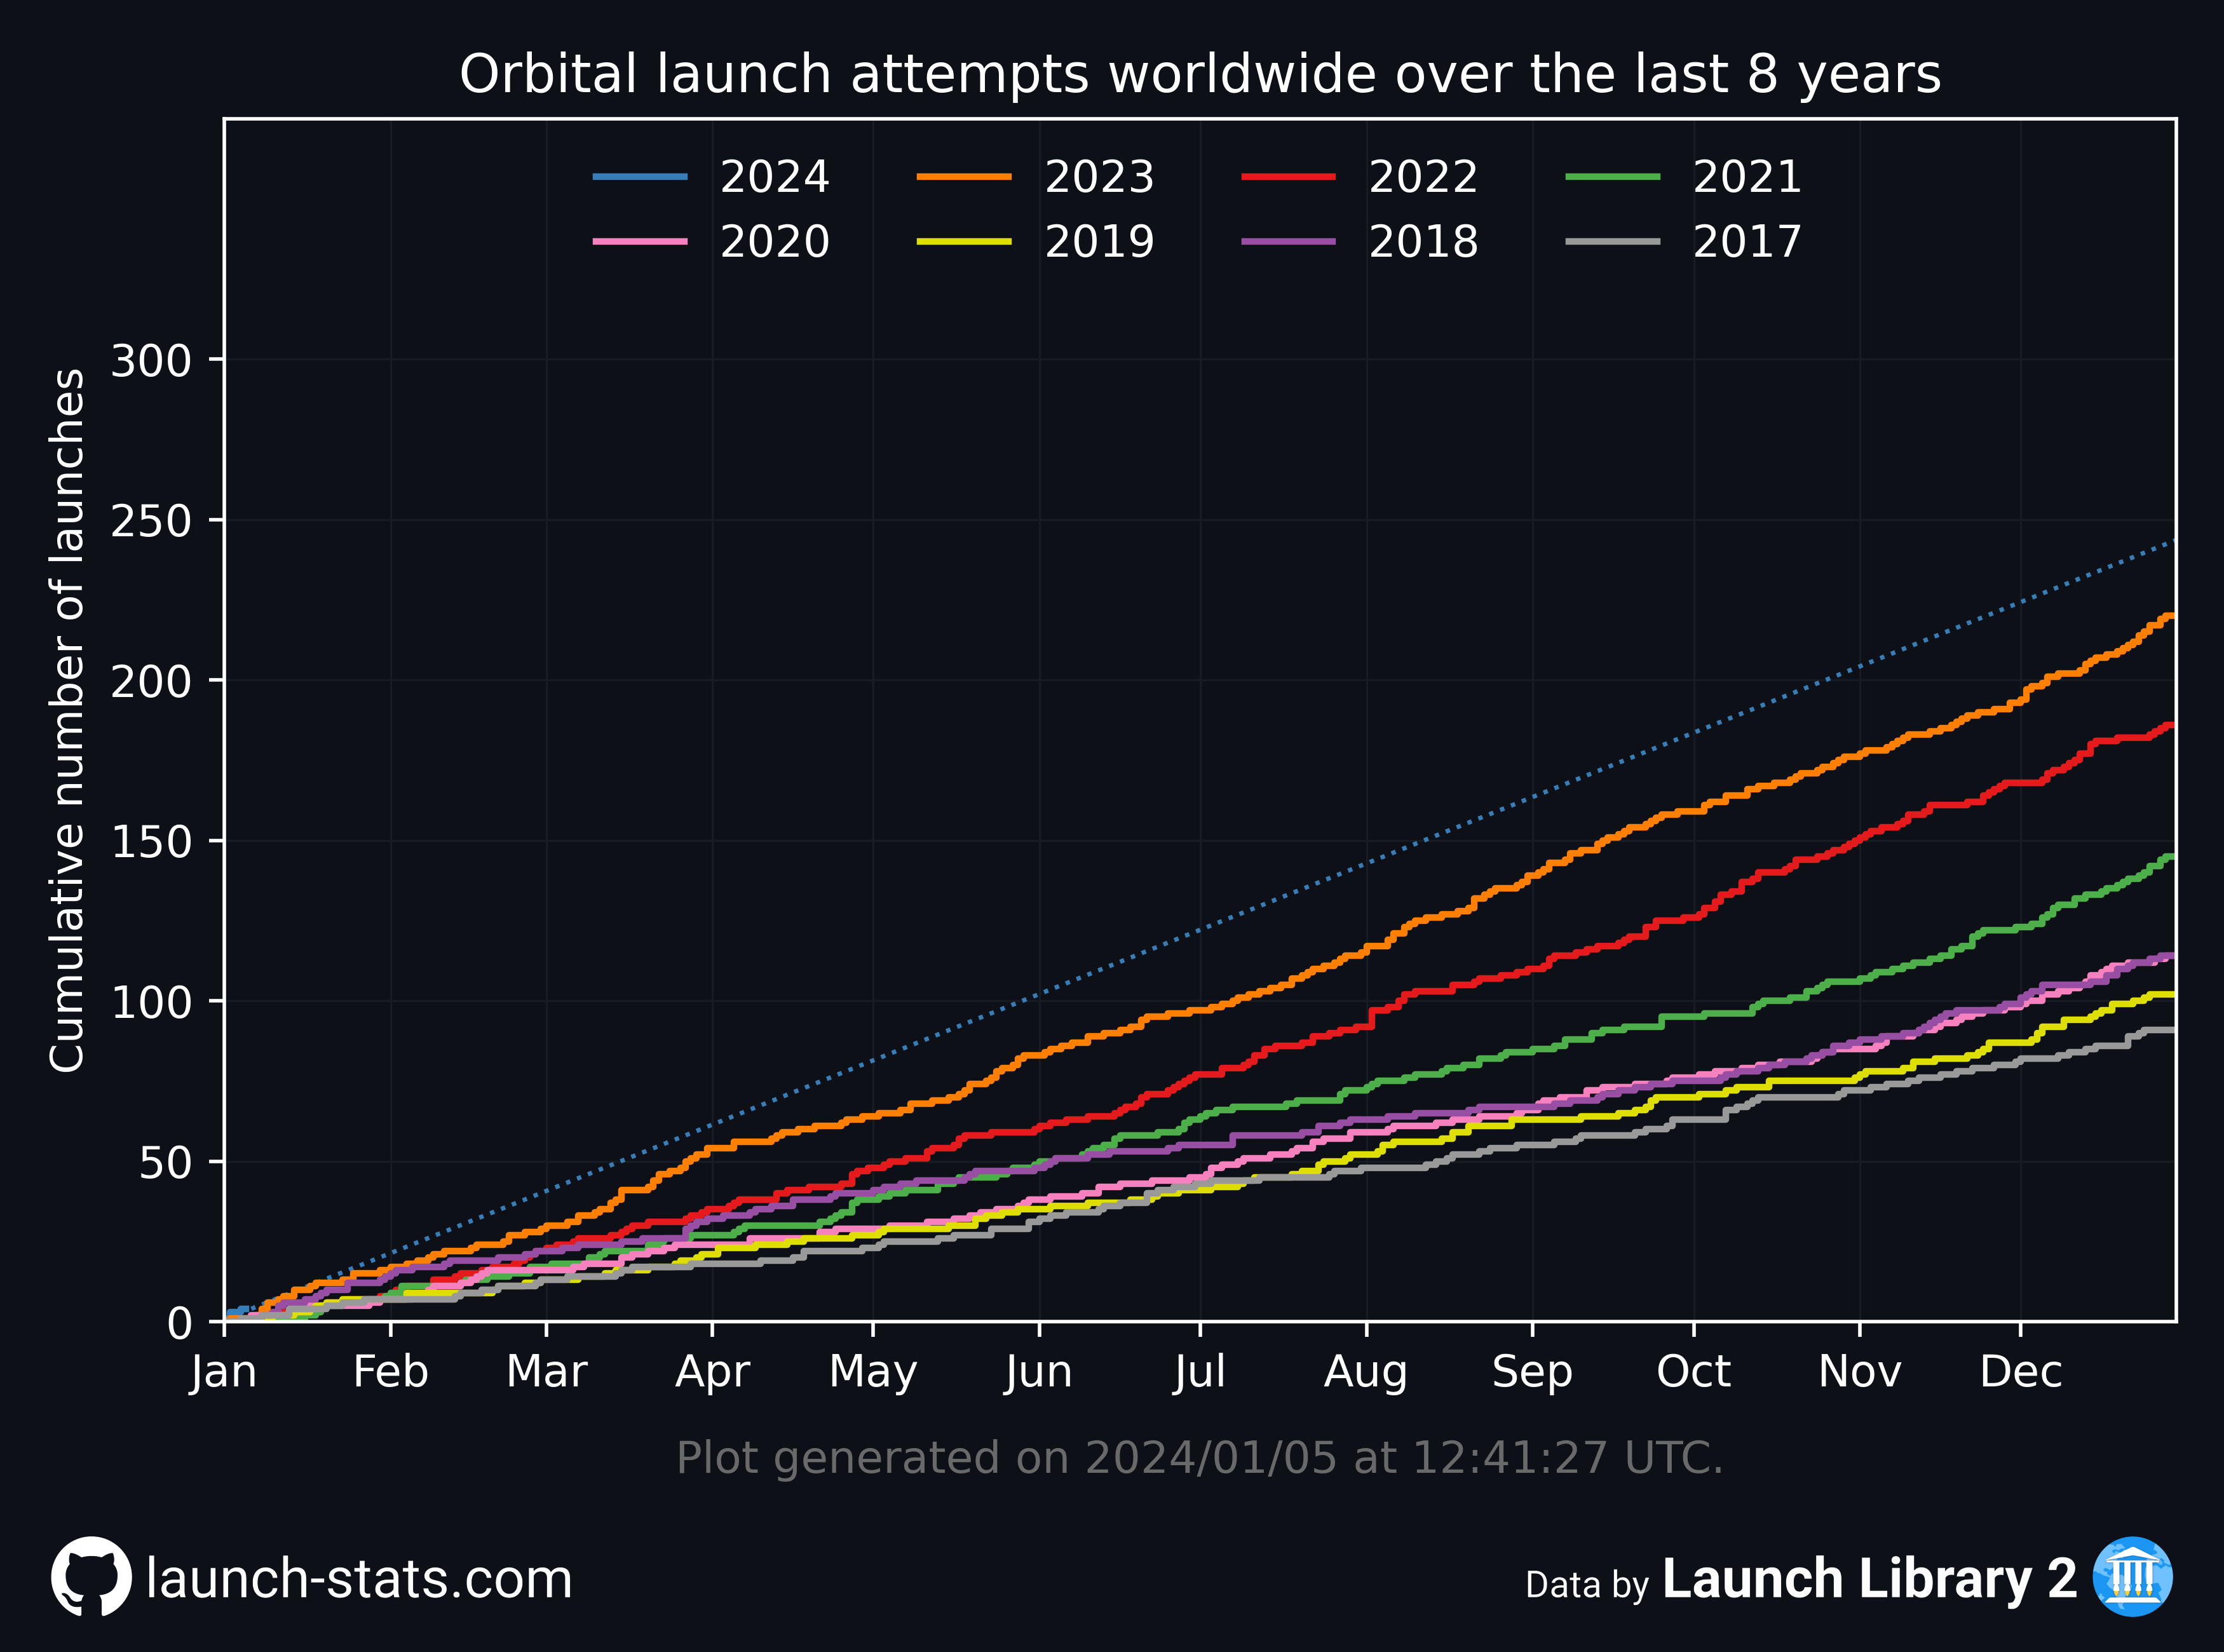 Orbital launch attempts worldwide over the last 8 years
2024 2023 2022 2021
2020 2019 2018 2017
Cumulative number of launches
300
250
200
150
100
50
0
Jan Feb Mar Apr May Jun Jul Aug Sep Oct Nov Dec
Plot generated on 2024/01/05 at 12:41:27 UTC.
launch-stats.com
Data by Launch Library 2